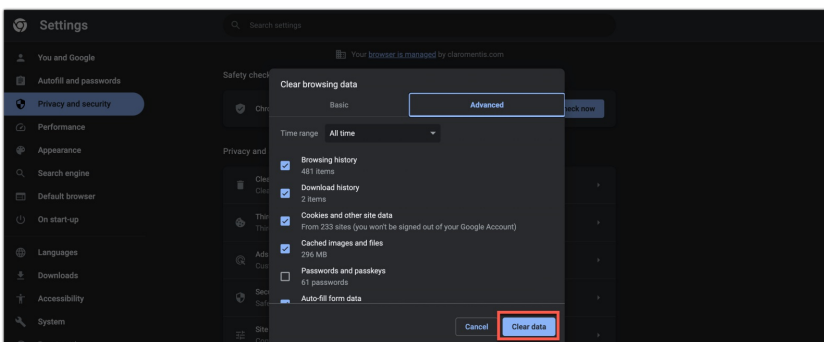 Settings
Search settings
You and Google
Autofill and passwords
Privacy and security
Performance
Appearance
Search engine
Default browser
On start-up
Languages
Downloads
Accessibility
System
Your browser is managed by claromentis.com
Safety check
Privacy and
Clear browsing data
Basic
Advanced
Time range
All time
Browsing history
481 items
Download history
2 items
Cookies and other site data
From 233 sites (you won't be signed out of your Google Account)
Cached images and files
296 MB
Passwords and passkeys
61 passwords
Auto-fill form data
Cancel
Clear data
Ads
Site